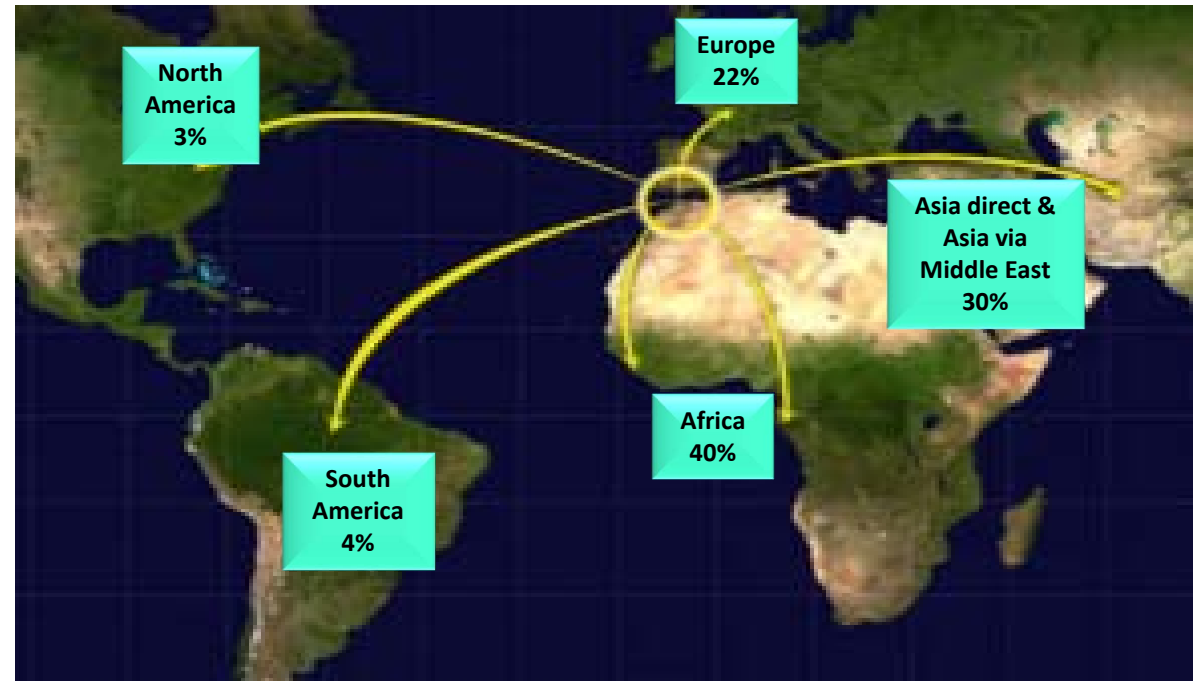 North
America
3%
Europe
22%
Asia direct &
Asia via
Middle East
30%
Africa
40%
South
America
4%